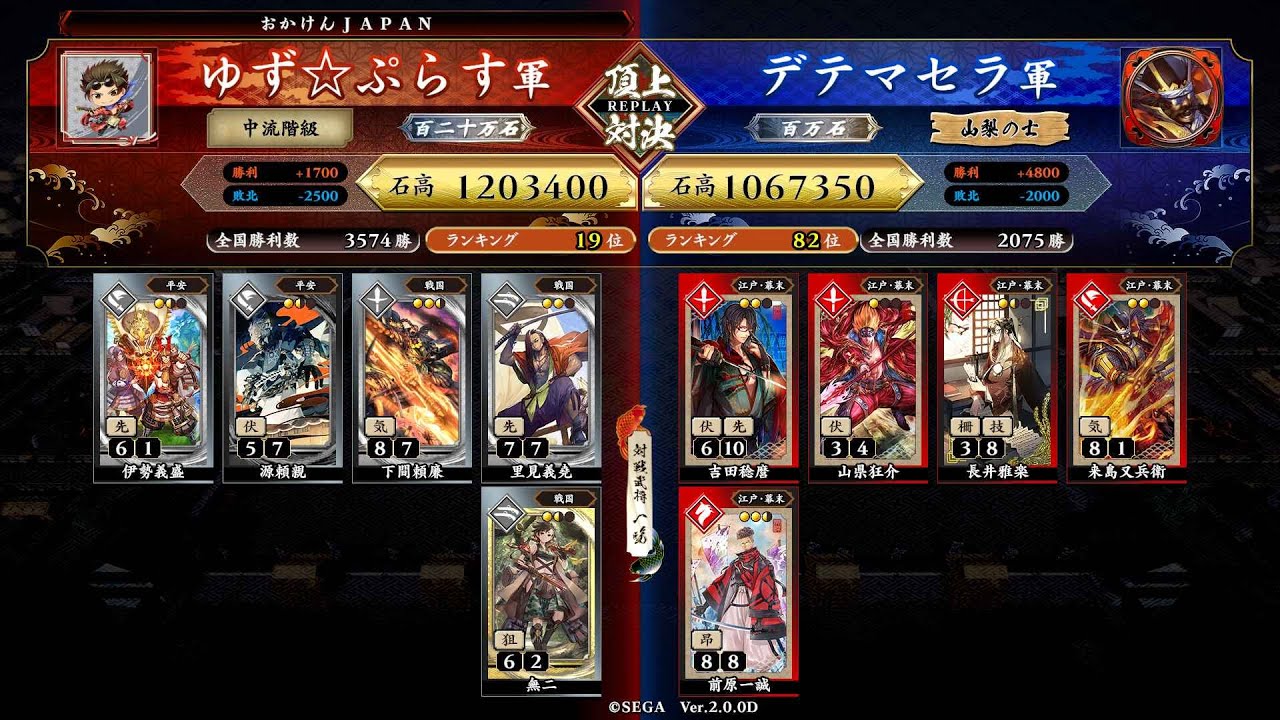 おかけんJAPAN
ゆず☆ぷらす軍
中流階級
百二十万石
勝利 +1700
敗北 -2500
石高 1203400
全国勝利数 3574勝
ランキング 19位
頂上
REPLAY
対決
デテマセラ軍
百万石
山梨の士
石高 1067350
勝利 +4800
敗北 -2000
ランキング 82位
全国勝利数 2075勝
平安
先
6 1
伊勢義盛
平安
伏
5 7
源頼親
戦国
気
8 7
下間頼廉
戦国
先
7 7
里見義堯
戦国
狙
6 2
無二
対戦武将一覧
江戸・幕末
伏 先
6 10
吉田稔麿
江戸・幕末
伏
3 4
山県狂介
江戸・幕末
柵 技
3 8
長井雅楽
江戸・幕末
気
8 1
来島又兵衛
江戸・幕末
昂
8 8
前原一誠
©SEGA Ver.2.0.0D